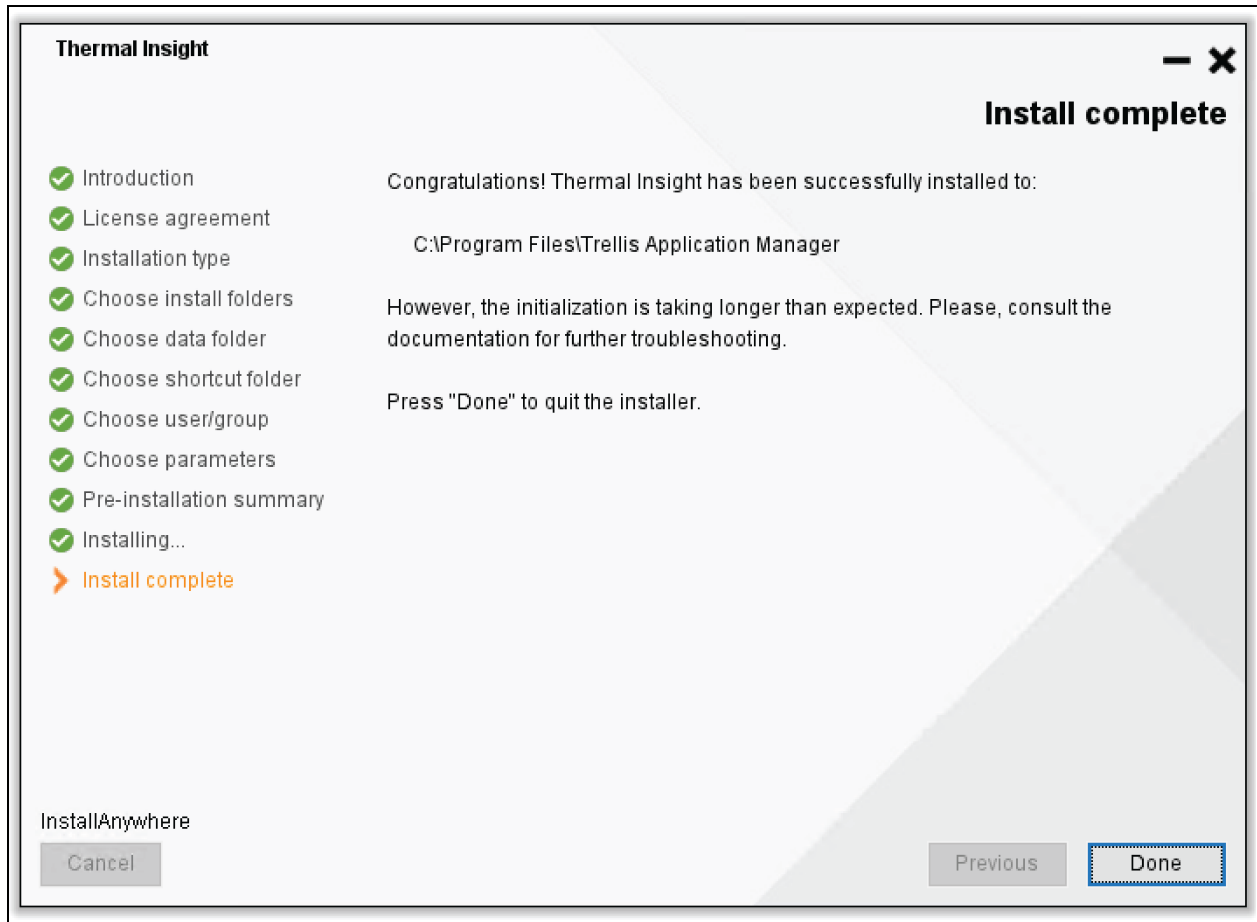 Thermal Insight
Install complete
Introduction
License agreement
Installation type
Choose install folders
Choose data folder
Choose shortcut folder
Choose user/group
Choose parameters
Pre-installation summary
Installing...
Install complete
Congratulations! Thermal Insight has been successfully installed to:
C:\Program Files\Trellis Application Manager
However, the initialization is taking longer than expected. Please, consult the
documentation for further troubleshooting.
Press "Done" to quit the installer.
InstallAnywhere
Cancel
Previous
Done